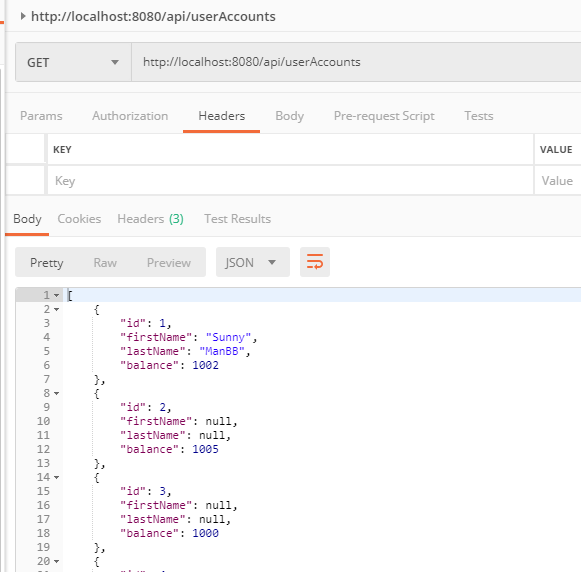 http://localhost:8080/api/userAccounts
GET http://localhost:8080/api/userAccounts
Params Authorization Headers Body Pre-request Script Tests
KEY VALUE
Key Value
Body Cookies Headers (3) Test Results
Pretty Raw Preview JSON
1 [
2 {
3 "id": 1,
4 "firstName": "Sunny",
5 "lastName": "ManBB",
6 "balance": 1002
7 },
8 {
9 "id": 2,
10 "firstName": null,
11 "lastName": null,
12 "balance": 1005
13 },
14 {
15 "id": 3,
16 "firstName": null,
17 "lastName": null,
18 "balance": 1000
19 },
20 {